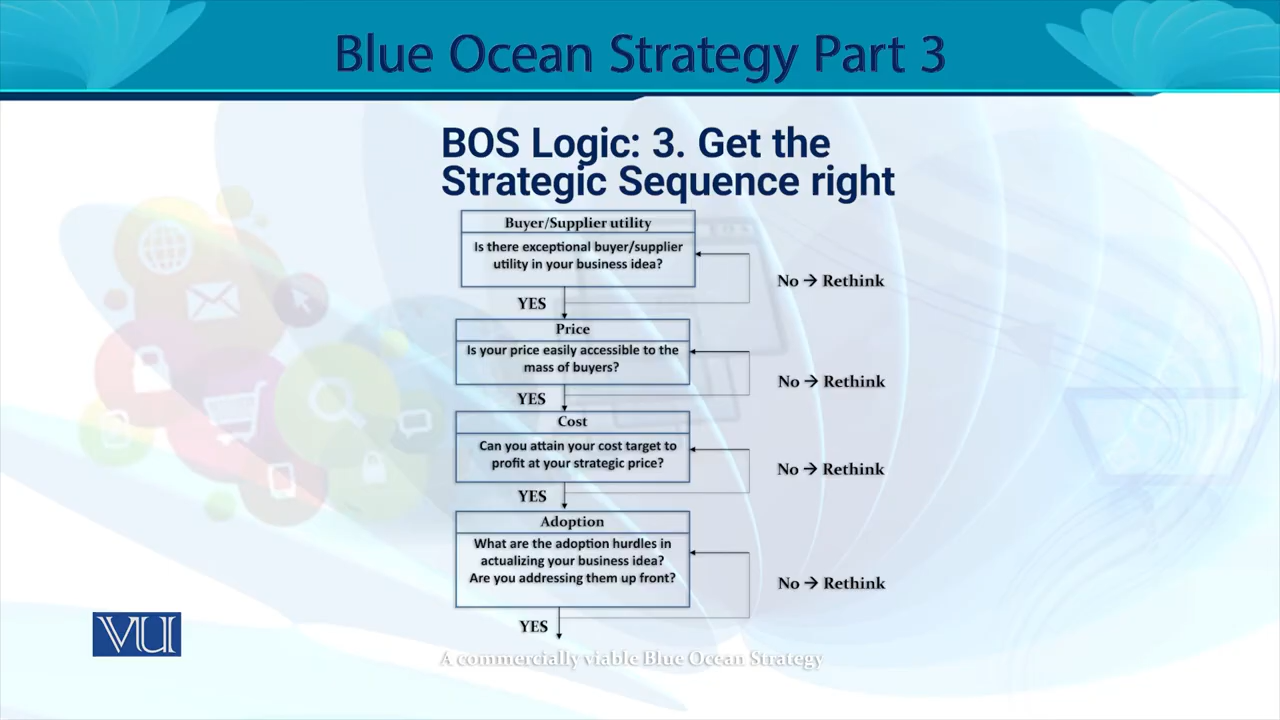 Blue Ocean Strategy Part 3
BOS Logic: 3. Get the
Strategic Sequence right
Buyer/Supplier utility
Is there exceptional buyer/supplier
utility in your business idea?
No → Rethink
YES
Price
Is your price easily accessible to the
mass of buyers?
No → Rethink
YES
Cost
Can you attain your cost target to
profit at your strategic price?
No → Rethink
YES
Adoption
What are the adoption hurdles in
actualizing your business idea?
Are you addressing them up front?
No → Rethink
YES
VU
A commercially viable Blue Ocean Strategy